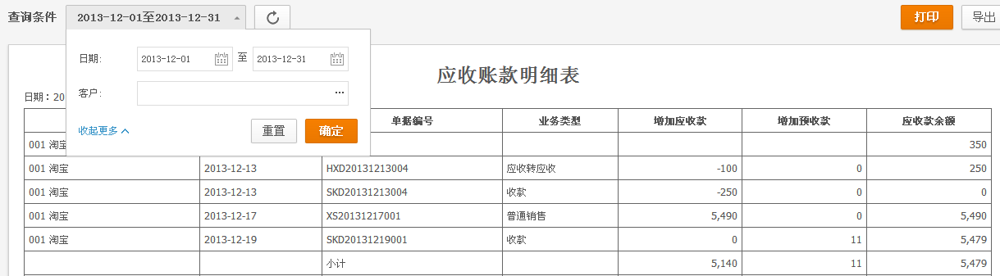 查询条件 2013-12-01至2013-12-31 打印 导出
日期: 2013-12-01 至 2013-12-31
应收账款明细表
客户: ...
日期：20
收起更多 重置 确定
单据编号 业务类型 增加应收款 增加预收款 应收款余额
001 淘宝 350
001 淘宝 2013-12-13 HXD20131213004 应收转应收 -100 0 250
001 淘宝 2013-12-13 SKD20131213004 收款 -250 0 0
001 淘宝 2013-12-17 XS20131217001 普通销售 5,490 0 5,490
001 淘宝 2013-12-19 SKD20131219001 收款 0 11 5,479
小计 5,140 11 5,479